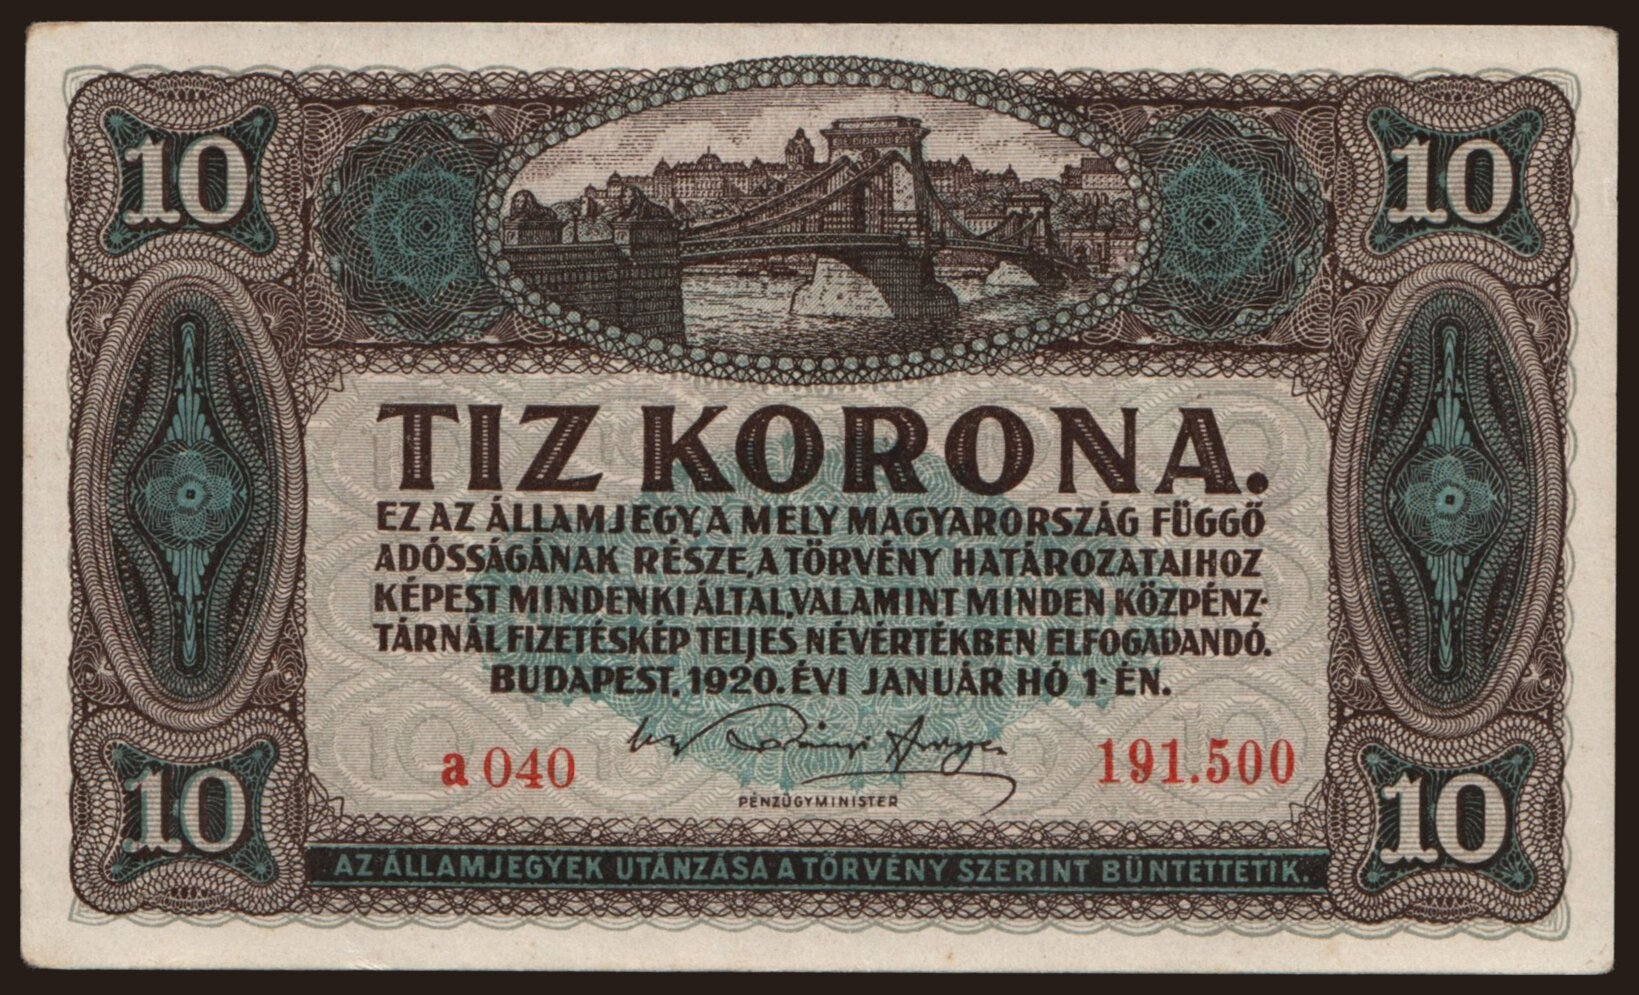 10
10
TIZ KORONA.
EZ AZ ÁLLAMJEGY, A MELY MAGYARORSZÁG FÜGGŐ
ADÓSSÁGÁNAK RÉSZE, A TÖRVÉNY HATÁROZATAIHOZ
KÉPEST MINDENKI ÁLTAL, VALAMINT MINDEN KÖZPÉNZ-
TÁRNÁL FIZETÉSKÉP TELJES NÉVÉRTÉKBEN ELFOGADANDÓ.
BUDAPEST, 1920. ÉVI JANUÁR HÓ 1-ÉN.
a 040
191.500
PÉNZÜGYMINISTER
10
10
AZ ÁLLAMJEGYEK UTÁNZÁSA A TÖRVÉNY SZERINT BÜNTETTETIK.